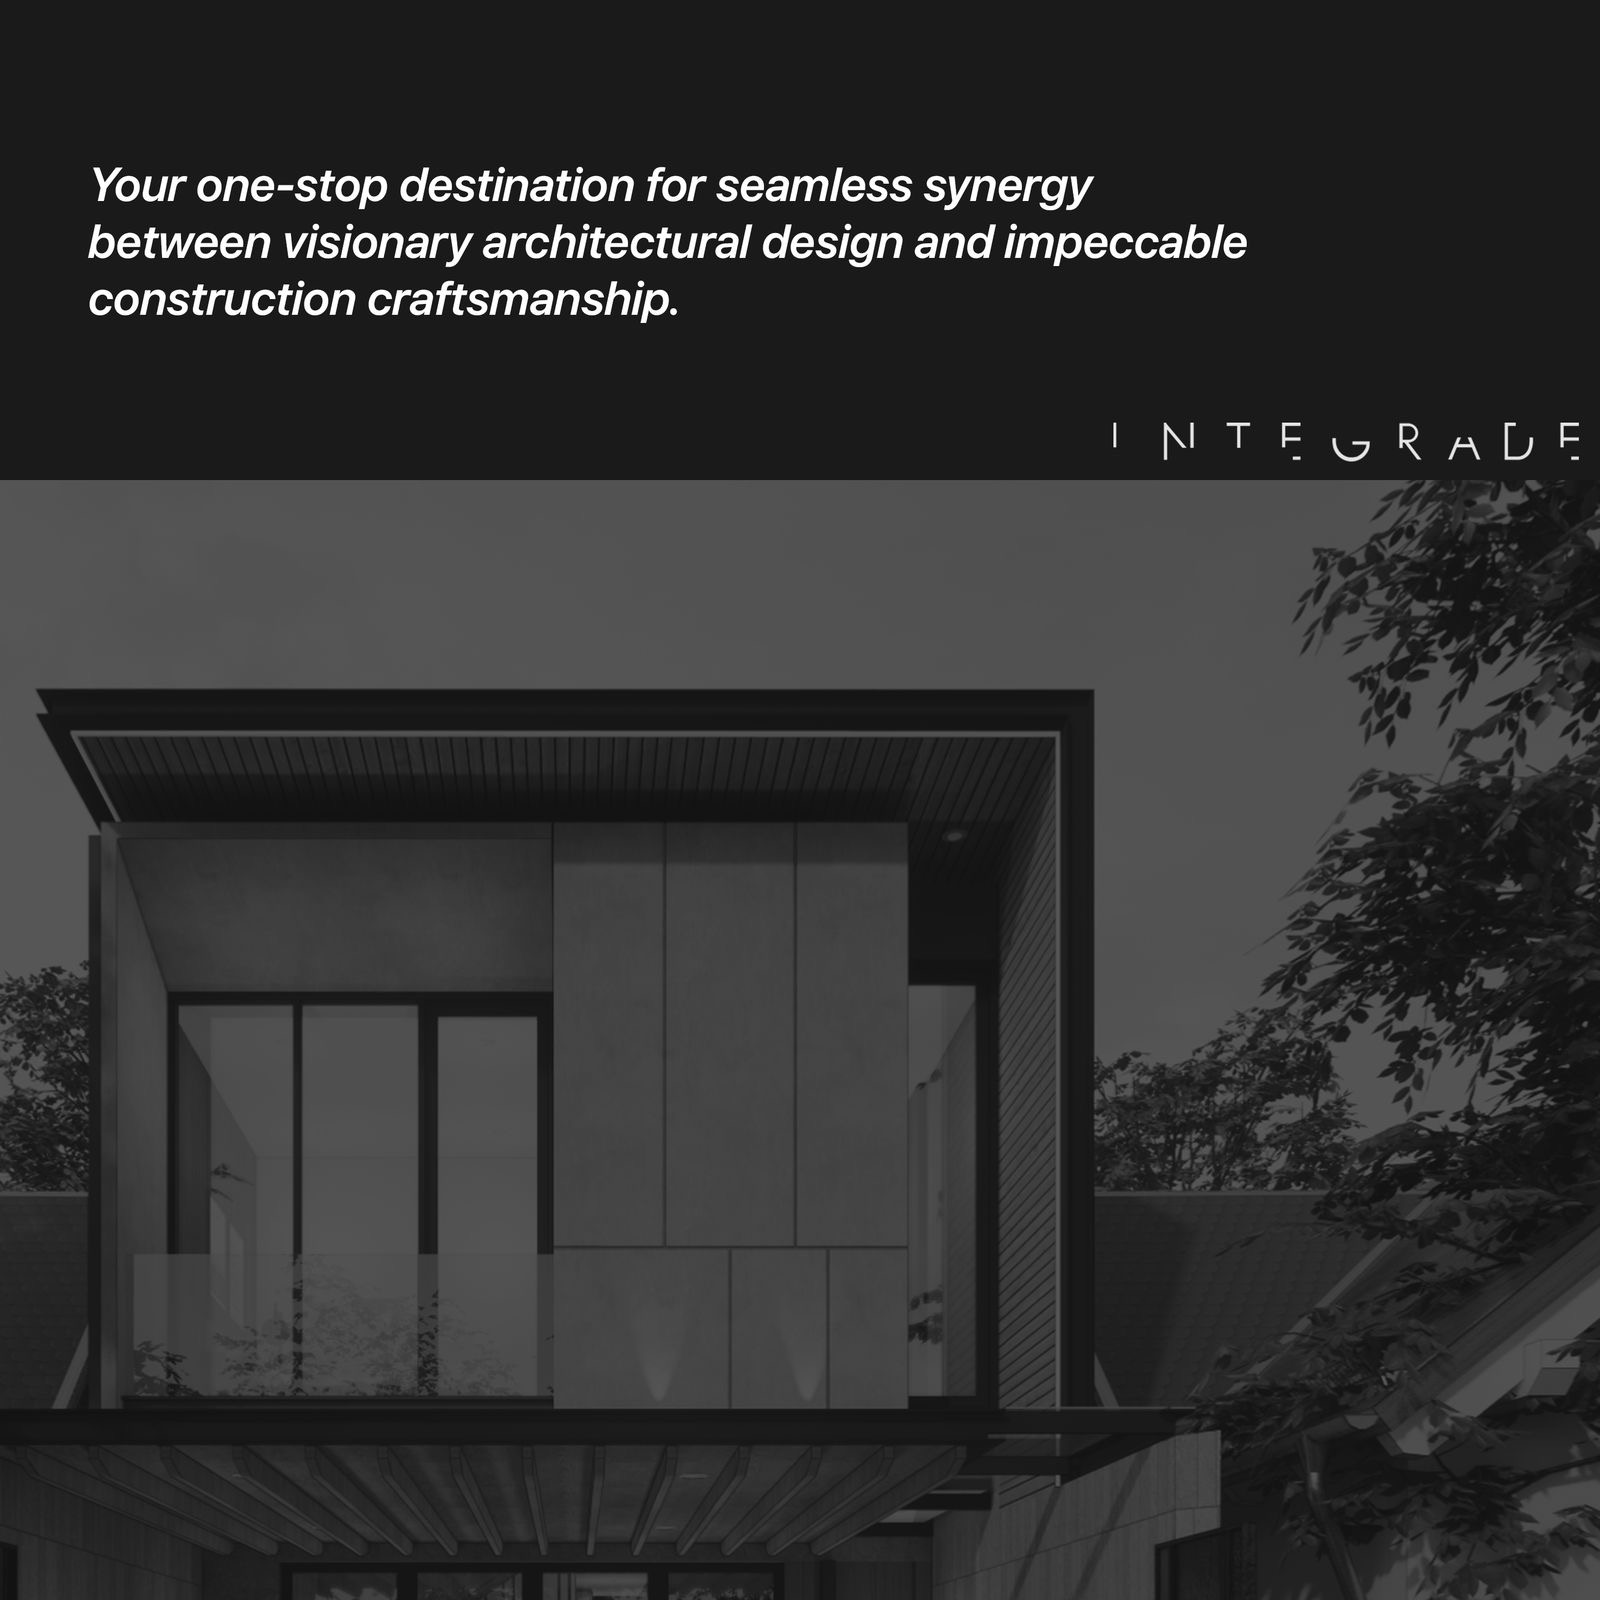 Your one-stop destination for seamless synergy
between visionary architectural design and impeccable
construction craftsmanship.
INTEGRADE